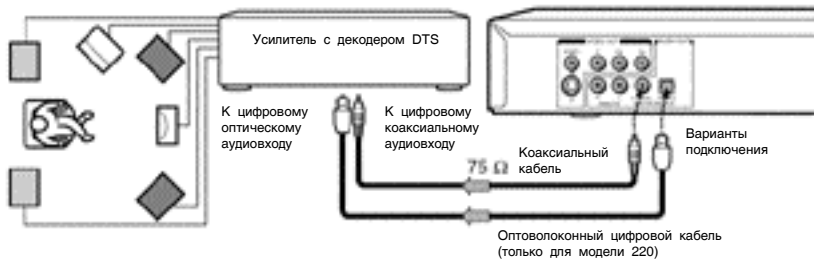 Усилитель с декодером DTS
К цифровому
оптическому
аудиовходу
К цифровому
коаксиальному
аудиовходу
75 Ω
Коаксиальный
кабель
Варианты
подключения
Оптоволоконный цифровой кабель
(только для модели 220)